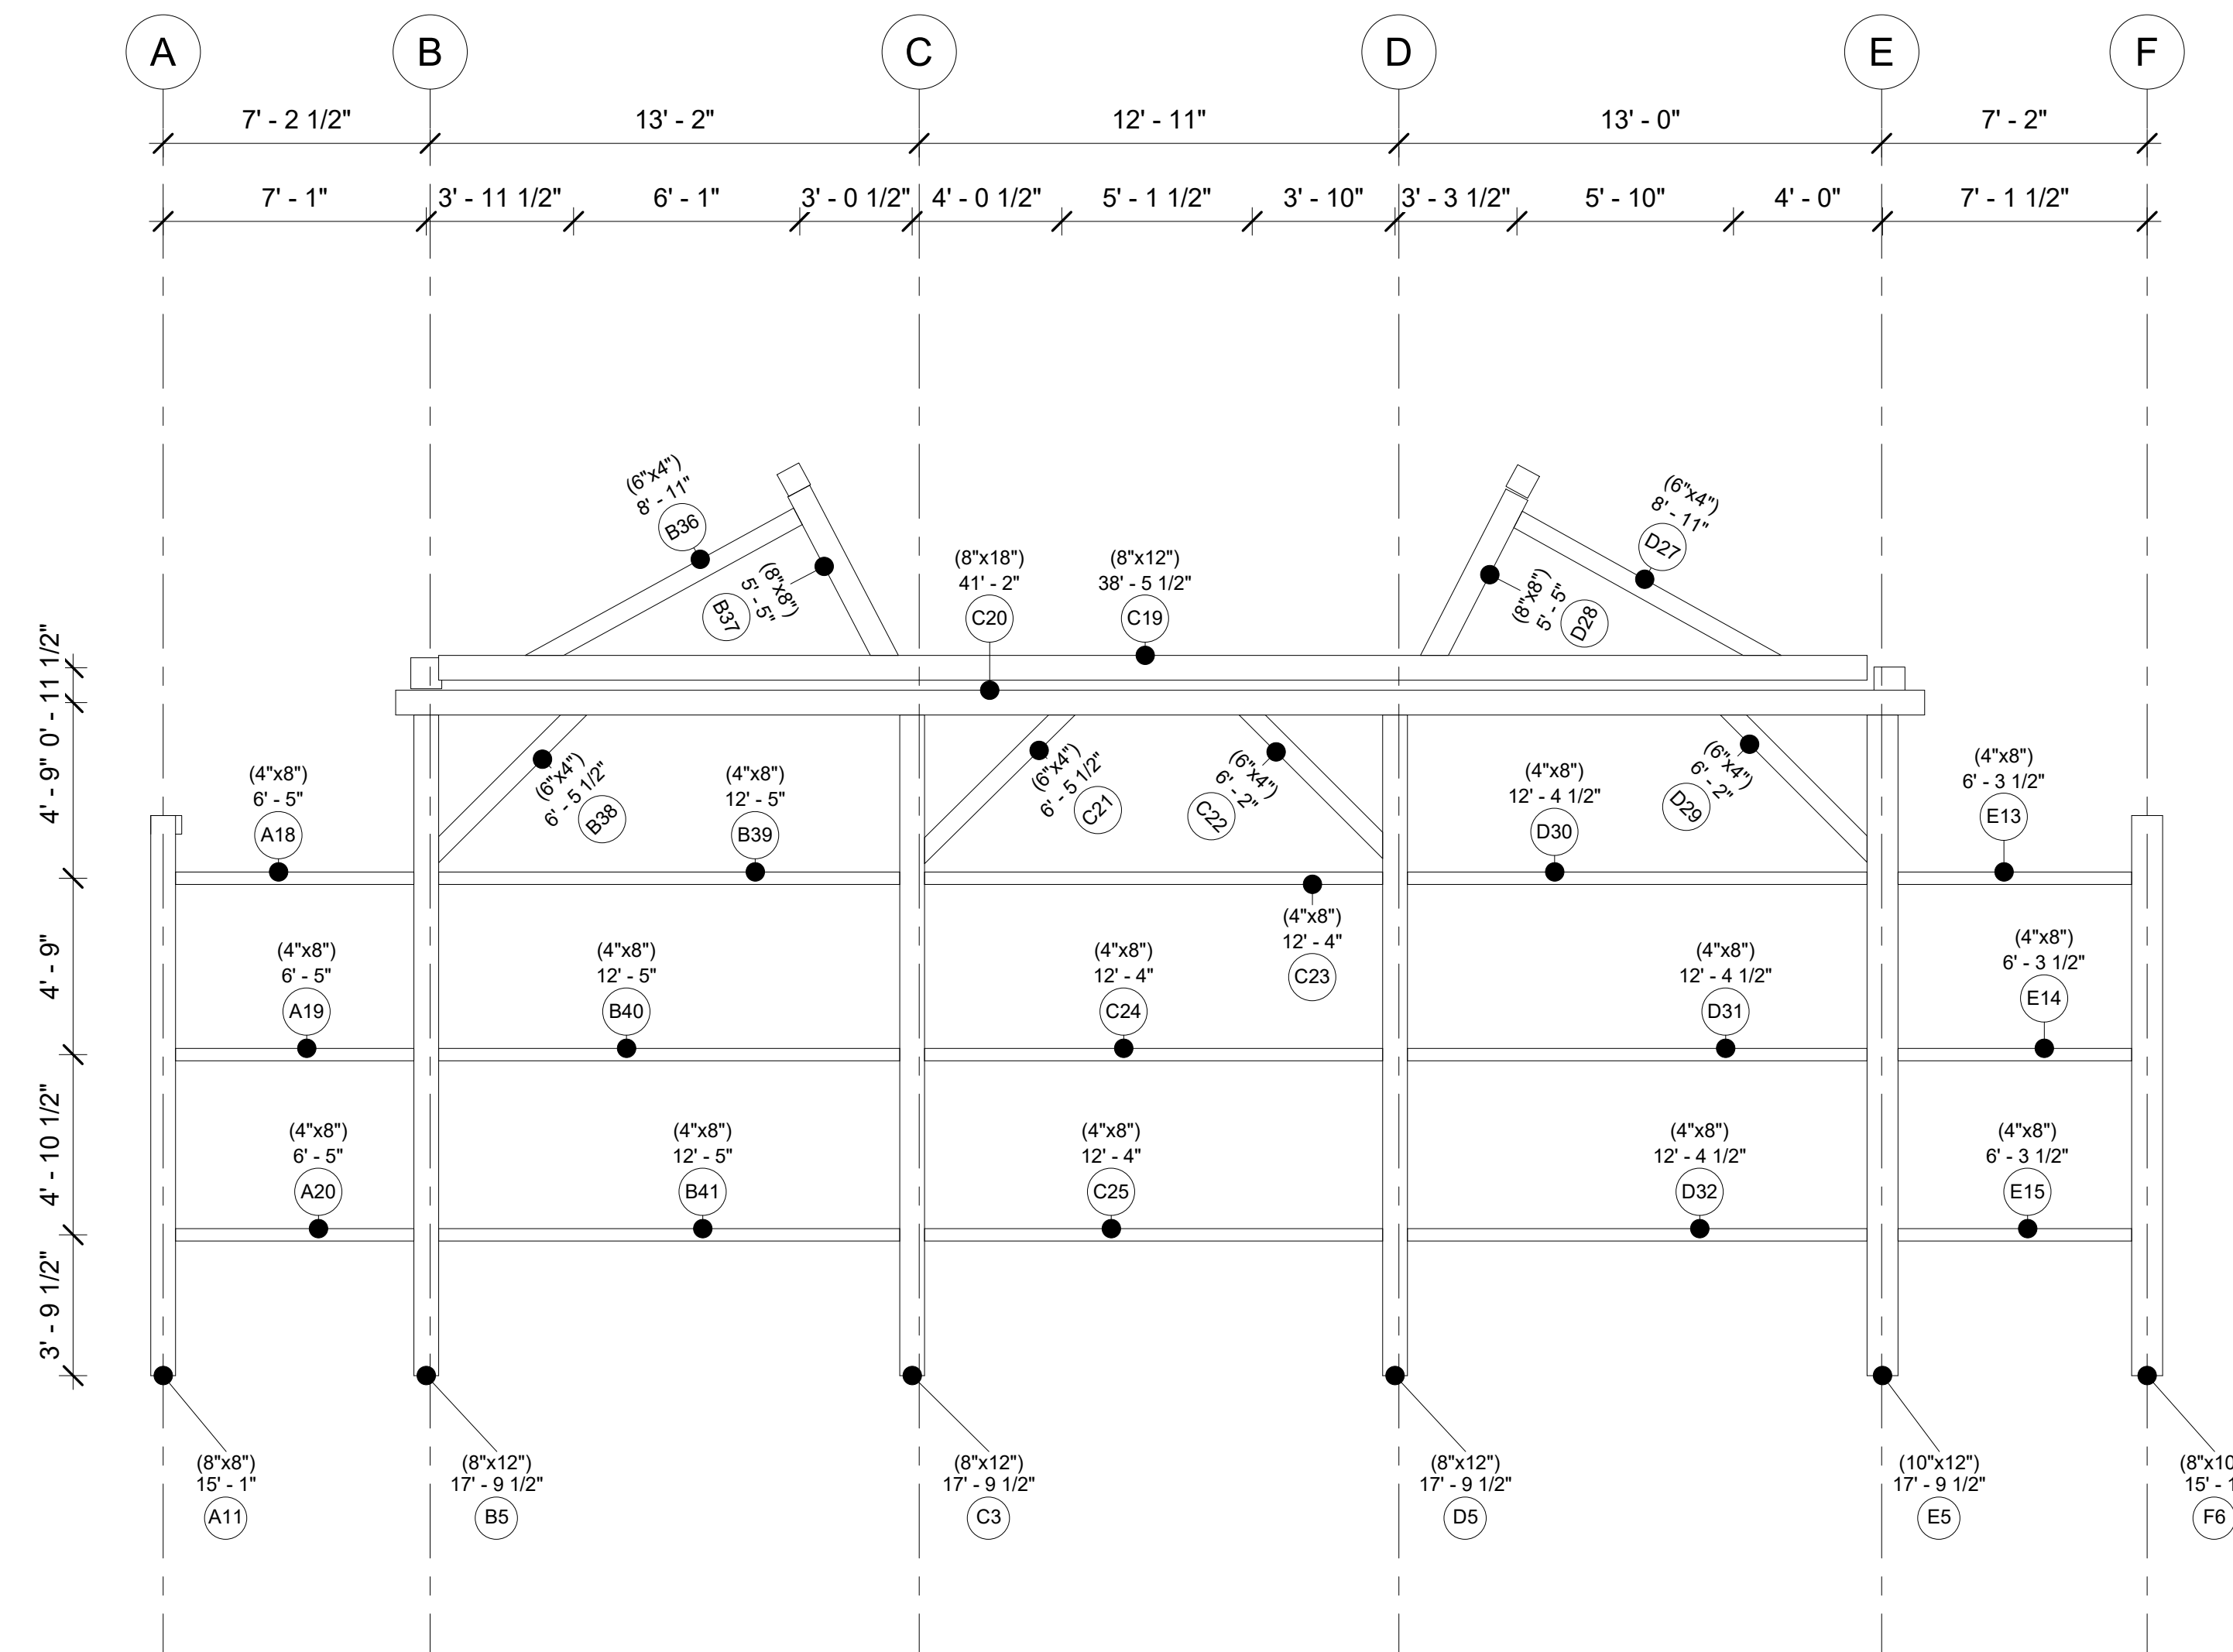 A B C D E F
7' - 2 1/2" 13' - 2" 12' - 11" 13' - 0" 7' - 2"
7' - 1" 3' - 11 1/2" 6' - 1" 3' - 0 1/2" 4' - 0 1/2" 5' - 1 1/2" 3' - 10" 3' - 3 1/2" 5' - 10" 4' - 0" 7' - 1 1/2"
(6"x4")
8' - 11"
B36
(8"x8")
5' - 5"
B37
(8"x18")
41' - 2"
C20
(8"x12")
38' - 5 1/2"
C19
(8"x8")
5' - 5"
D28
(6"x4")
8' - 11"
D27
0' - 11 1/2"
4' - 9"
4' - 9"
4' - 10 1/2"
3' - 9 1/2"
(4"x8")
6' - 5"
A18
(6"x4")
6' - 5 1/2"
B38
(4"x8")
12' - 5"
B39
(6"x4")
6' - 5 1/2"
C21
(6"x4")
6' - 2"
C22
(4"x8")
12' - 4 1/2"
D30
(6"x4")
6' - 2"
D29
(4"x8")
6' - 3 1/2"
E13
(4"x8")
12' - 4"
C23
(4"x8")
6' - 5"
A19
(4"x8")
12' - 5"
B40
(4"x8")
12' - 4"
C24
(4"x8")
12' - 4 1/2"
D31
(4"x8")
6' - 3 1/2"
E14
(4"x8")
6' - 5"
A20
(4"x8")
12' - 5"
B41
(4"x8")
12' - 4"
C25
(4"x8")
12' - 4 1/2"
D32
(4"x8")
6' - 3 1/2"
E15
(8"x8")
15' - 1"
A11
(8"x12")
17' - 9 1/2"
B5
(8"x12")
17' - 9 1/2"
C3
(8"x12")
17' - 9 1/2"
D5
(10"x12")
17' - 9 1/2"
E5
(8"x10
15' - 1
F6